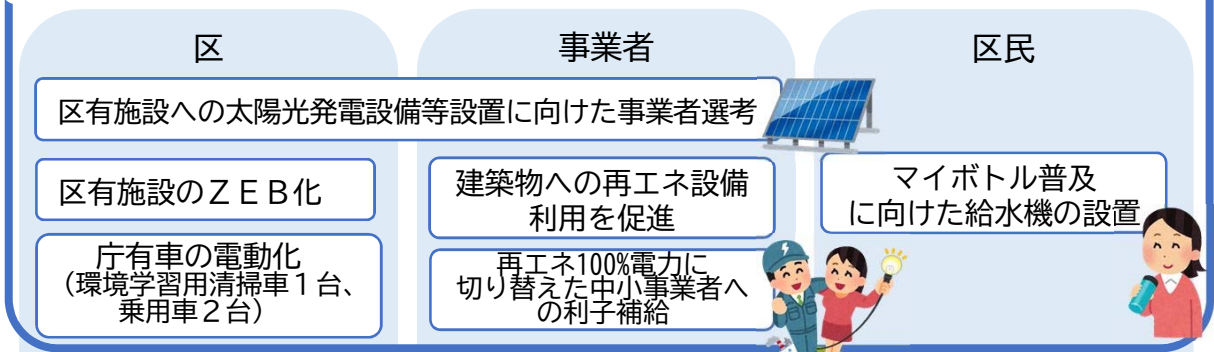 区
事業者
区民
区有施設への太陽光発電設備等設置に向けた事業者選考
区有施設のＺＥＢ化
建築物への再エネ設備
利用を促進
マイボトル普及
に向けた給水機の設置
庁有車の電動化
（環境学習用清掃車１台、
乗用車２台）
再エネ100%電力に
切り替えた中小事業者へ
の利子補給